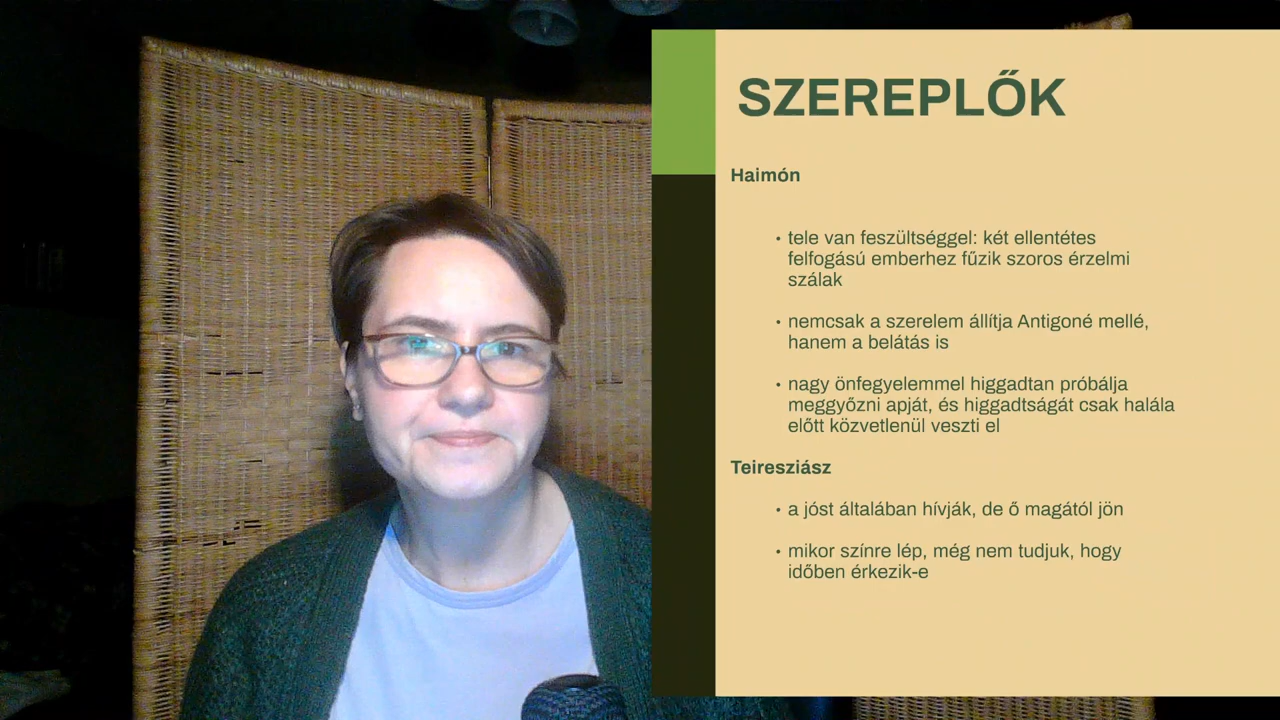 SZEREPLŐK
Haimón
• tele van feszültséggel: két ellentétes
felfogású emberhez fűzik szoros érzelmi
szálak
• nemcsak a szerelem állítja Antigoné mellé,
hanem a belátás is
• nagy önfegyelemmel higgadtan próbálja
meggyőzni apját, és higgadtságát csak halála
előtt közvetlenül veszti el
Teiresziász
• a jóst általában hívják, de ő magától jön
• mikor színre lép, még nem tudjuk, hogy
időben érkezik-e